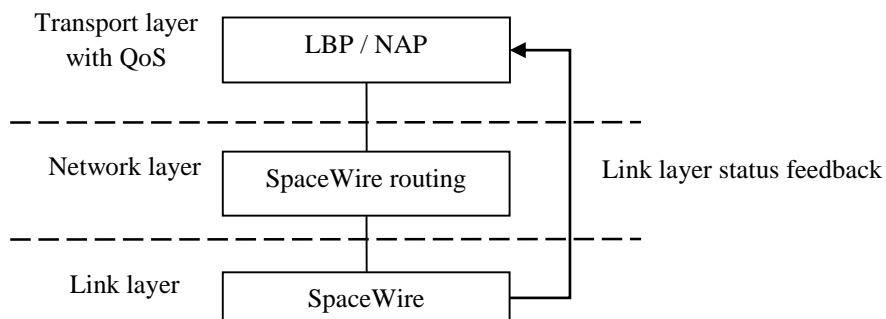 Transport layer
with QoS
LBP / NAP
Network layer
SpaceWire routing
Link layer status feedback
Link layer
SpaceWire